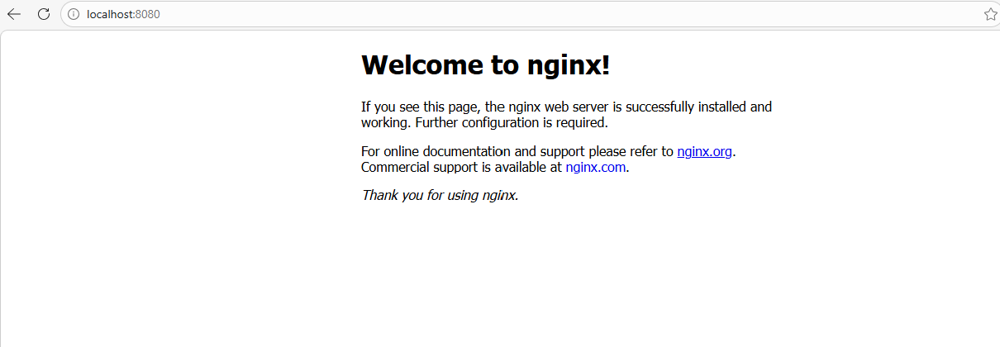 localhost:8080
Welcome to nginx!
If you see this page, the nginx web server is successfully installed and
working. Further configuration is required.
For online documentation and support please refer to nginx.org.
Commercial support is available at nginx.com.
Thank you for using nginx.